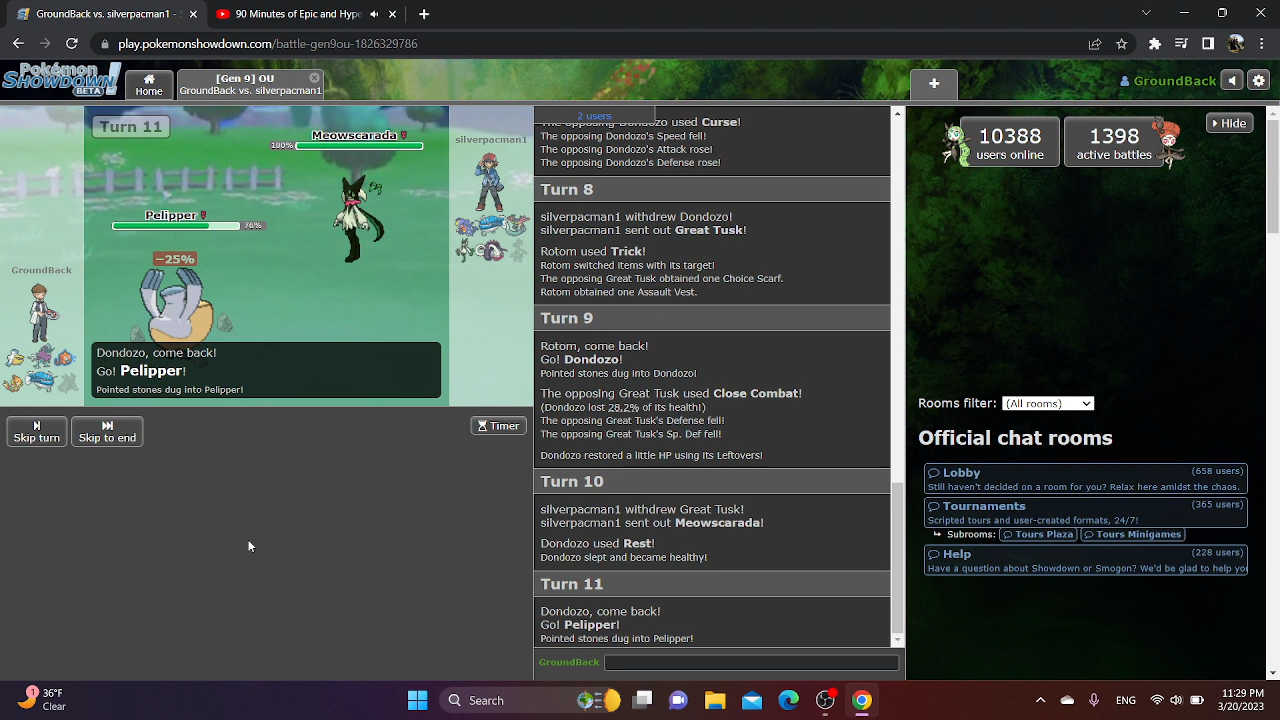 GroundBack vs. silverpacman1 -
90 Minutes of Epic and Hype
play.pokemonshowdown.com/battle-gen9ou-1826329786
Pokémon
SHOWDOWN!
BETA
Home
[Gen 9] OU
GroundBack vs. silverpacman1
GroundBack
2 users
Turn 11
Meowscarada
100%
Pelipper
76%
−25%
silverpacman1
GroundBack
Dondozo, come back!
Go! Pelipper!
Pointed stones dug into Pelipper!
Skip turn
Skip to end
Timer
The opposing Dondozo used Curse!
The opposing Dondozo's Speed fell!
The opposing Dondozo's Attack rose!
The opposing Dondozo's Defense rose!
Turn 8
silverpacman1 withdrew Dondozo!
silverpacman1 sent out Great Tusk!
Rotom used Trick!
Rotom switched items with its target!
The opposing Great Tusk obtained one Choice Scarf.
Rotom obtained one Assault Vest.
Turn 9
Rotom, come back!
Go! Dondozo!
Pointed stones dug into Dondozo!
The opposing Great Tusk used Close Combat!
(Dondozo lost 28.2% of its health!)
The opposing Great Tusk's Defense fell!
The opposing Great Tusk's Sp. Def fell!
Dondozo restored a little HP using its Leftovers!
Turn 10
silverpacman1 withdrew Great Tusk!
silverpacman1 sent out Meowscarada!
Dondozo used Rest!
Dondozo slept and became healthy!
Turn 11
Dondozo, come back!
Go! Pelipper!
Pointed stones dug into Pelipper!
GroundBack
10388
users online
1398
active battles
Hide
Rooms filter: (All rooms)
Official chat rooms
Lobby (658 users)
Still haven't decided on a room for you? Relax here amidst the chaos.
Tournaments (365 users)
Scripted tours and user-created formats, 24/7!
Subrooms: Tours Plaza Tours Minigames
Help (228 users)
Have a question about Showdown or Smogon? We'd be glad to help you
1
36°F
Clear
Search
ENG
11:29 PM
3/20/2023